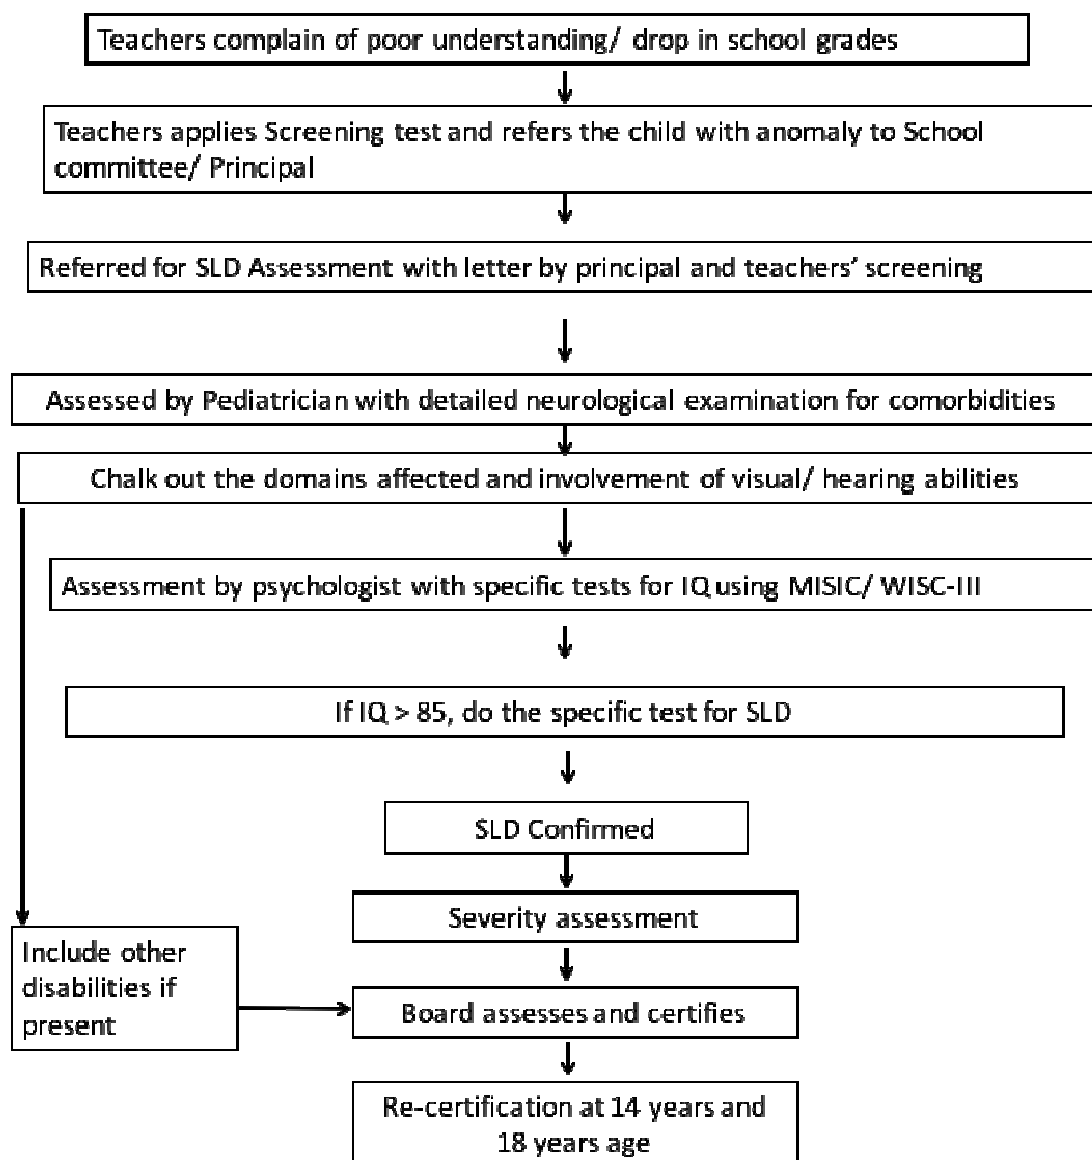 Teachers complain of poor understanding/ drop in school grades
Teachers applies Screening test and refers the child with anomaly to School
committee/ Principal
Referred for SLD Assessment with letter by principal and teachers' screening
Assessed by Pediatrician with detailed neurological examination for comorbidities
Chalk out the domains affected and involvement of visual/ hearing abilities
Assessment by psychologist with specific tests for IQ using MISIC/ WISC-III
If IQ > 85, do the specific test for SLD
SLD Confirmed
Severity assessment
Include other
disabilities if
present
Board assesses and certifies
Re-certification at 14 years and
18 years age